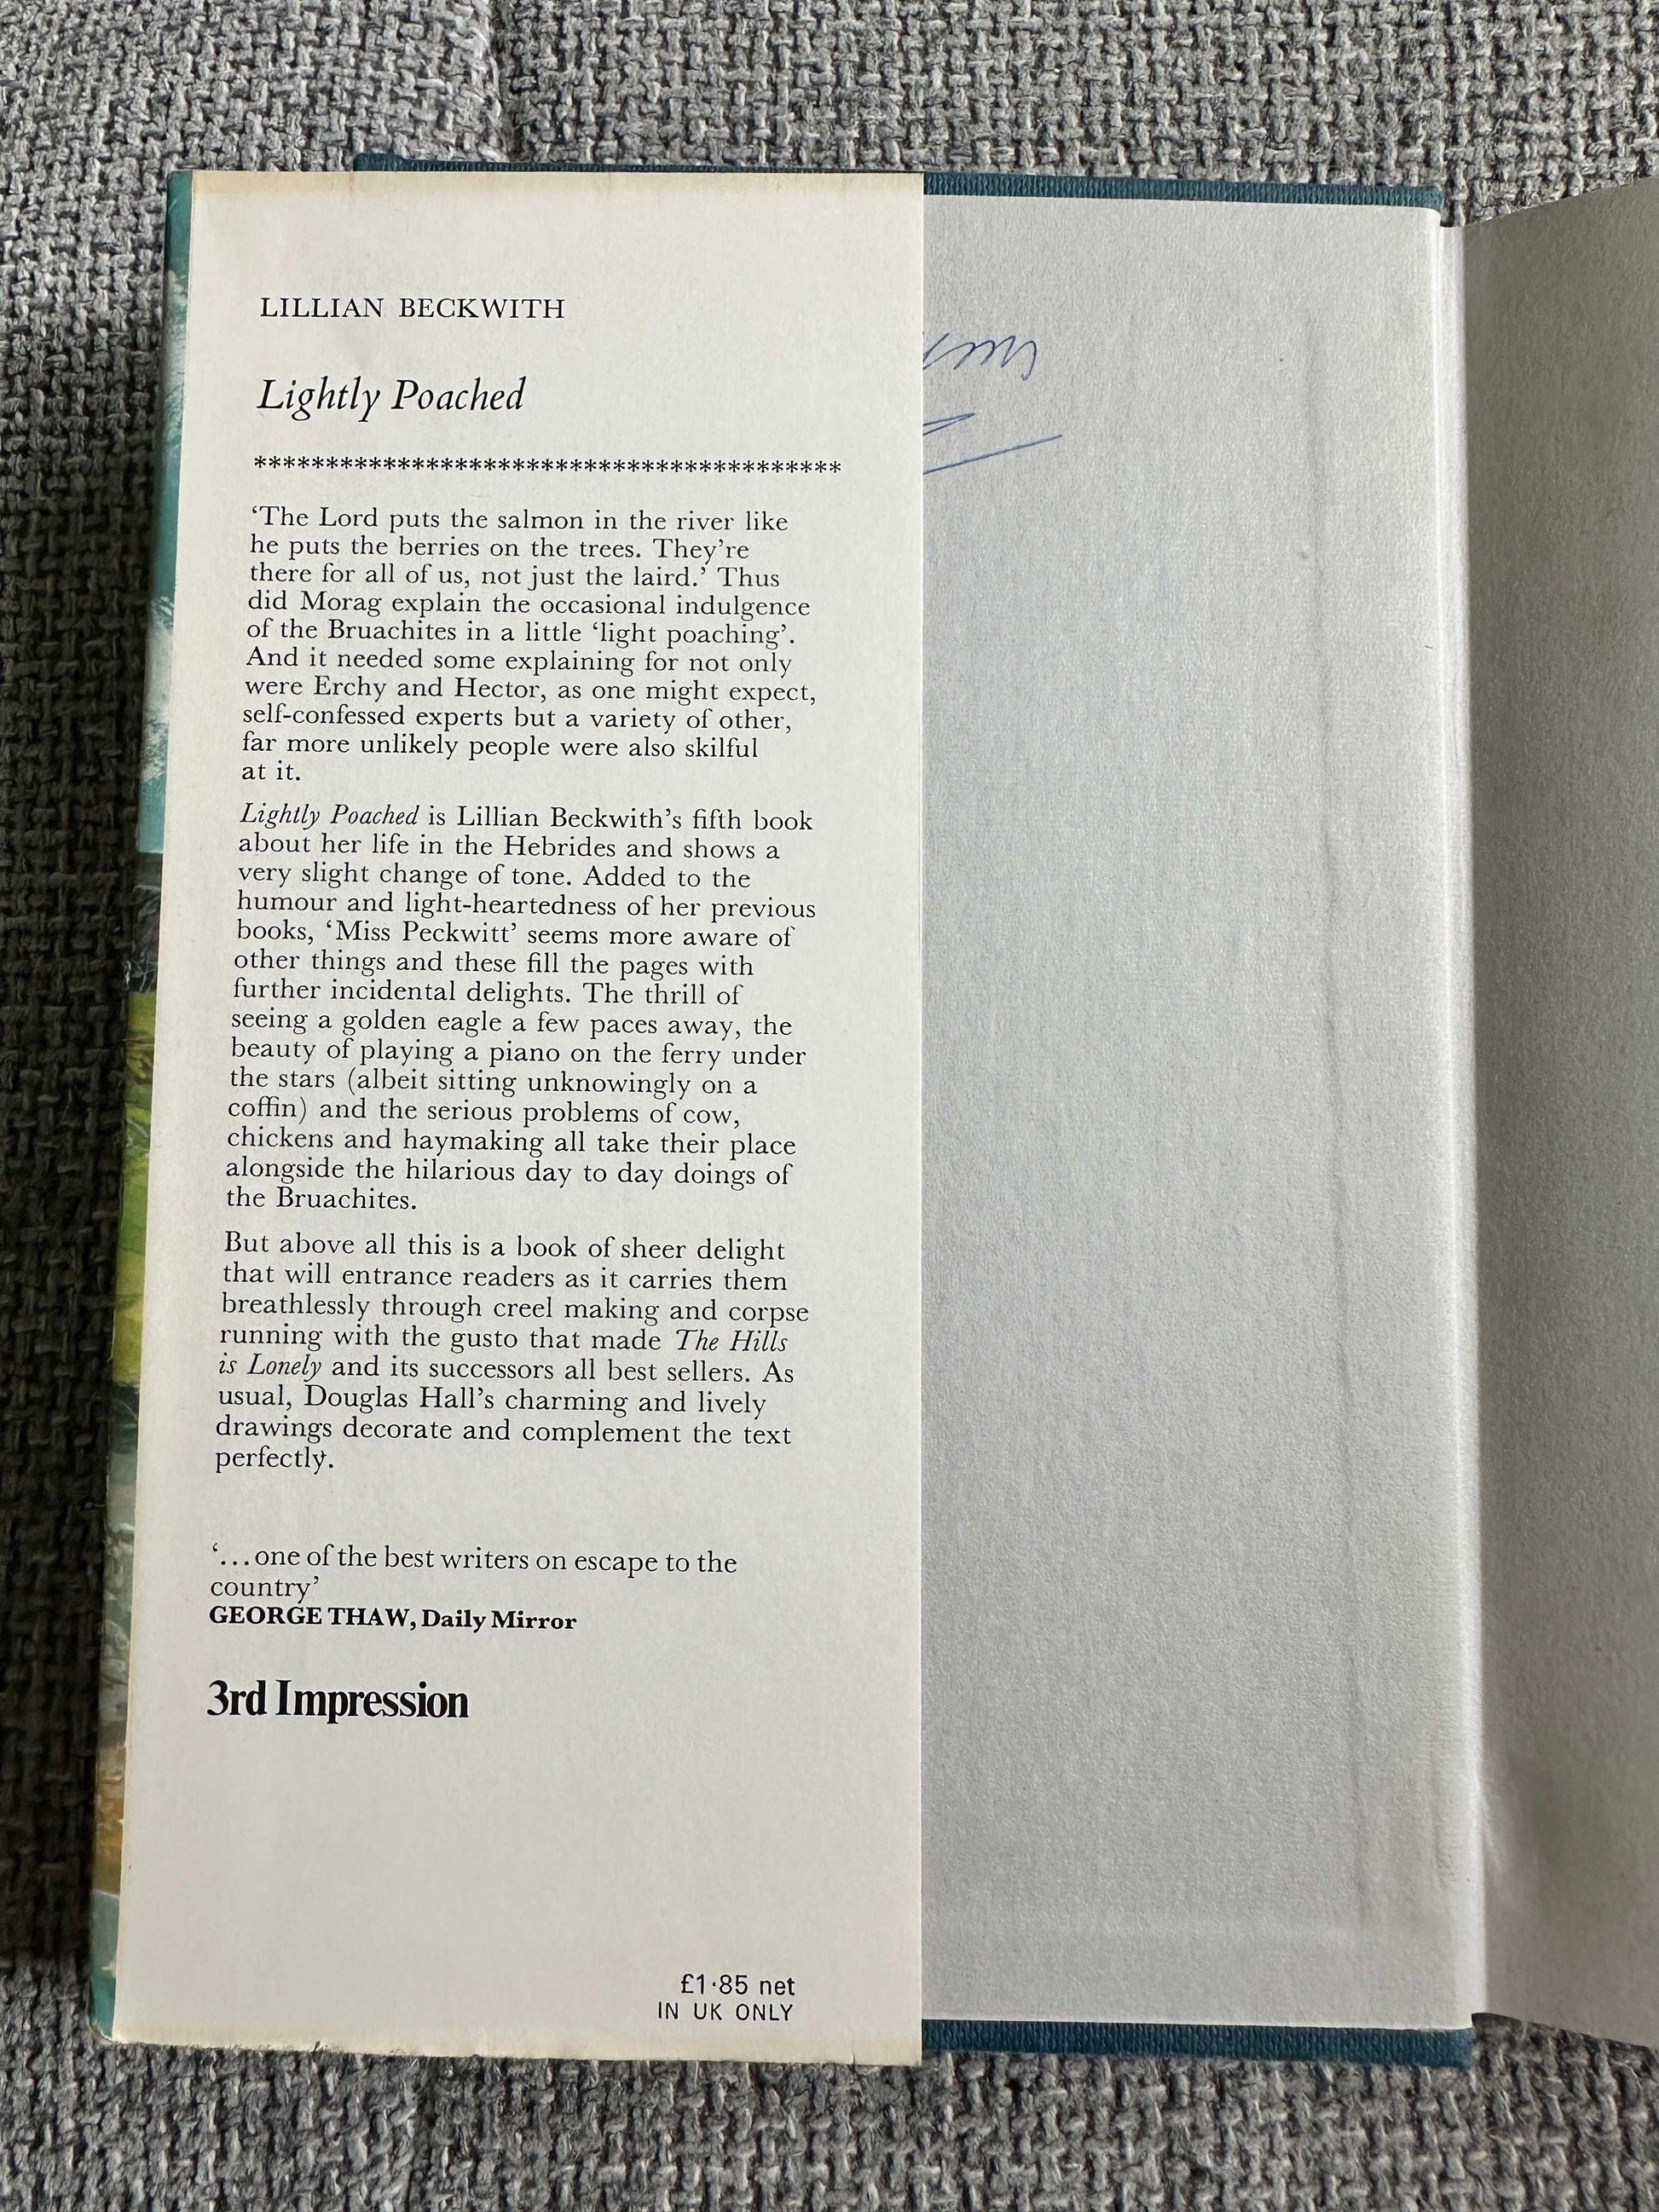 LILLIAN BECKWITH
Lightly Poached
******************************************
‘The Lord puts the salmon in the river like
he puts the berries on the trees. They’re
there for all of us, not just the laird.’ Thus
did Morag explain the occasional indulgence
of the Bruachites in a little ‘light poaching’.
And it needed some explaining for not only
were Erchy and Hector, as one might expect,
self-confessed experts but a variety of other,
far more unlikely people were also skilful
at it.
Lightly Poached is Lillian Beckwith’s fifth book
about her life in the Hebrides and shows a
very slight change of tone. Added to the
humour and light-heartedness of her previous
books, ‘Miss Peckwitt’ seems more aware of
other things and these fill the pages with
further incidental delights. The thrill of
seeing a golden eagle a few paces away, the
beauty of playing a piano on the ferry under
the stars (albeit sitting unknowingly on a
coffin) and the serious problems of cow,
chickens and haymaking all take their place
alongside the hilarious day to day doings of
the Bruachites.
But above all this is a book of sheer delight
that will entrance readers as it carries them
breathlessly through creel making and corpse
running with the gusto that made The Hills
is Lonely and its successors all best sellers. As
usual, Douglas Hall’s charming and lively
drawings decorate and complement the text
perfectly.
‘...one of the best writers on escape to the
country’
GEORGE THAW, Daily Mirror
3rd Impression
£1·85 net
IN UK ONLY